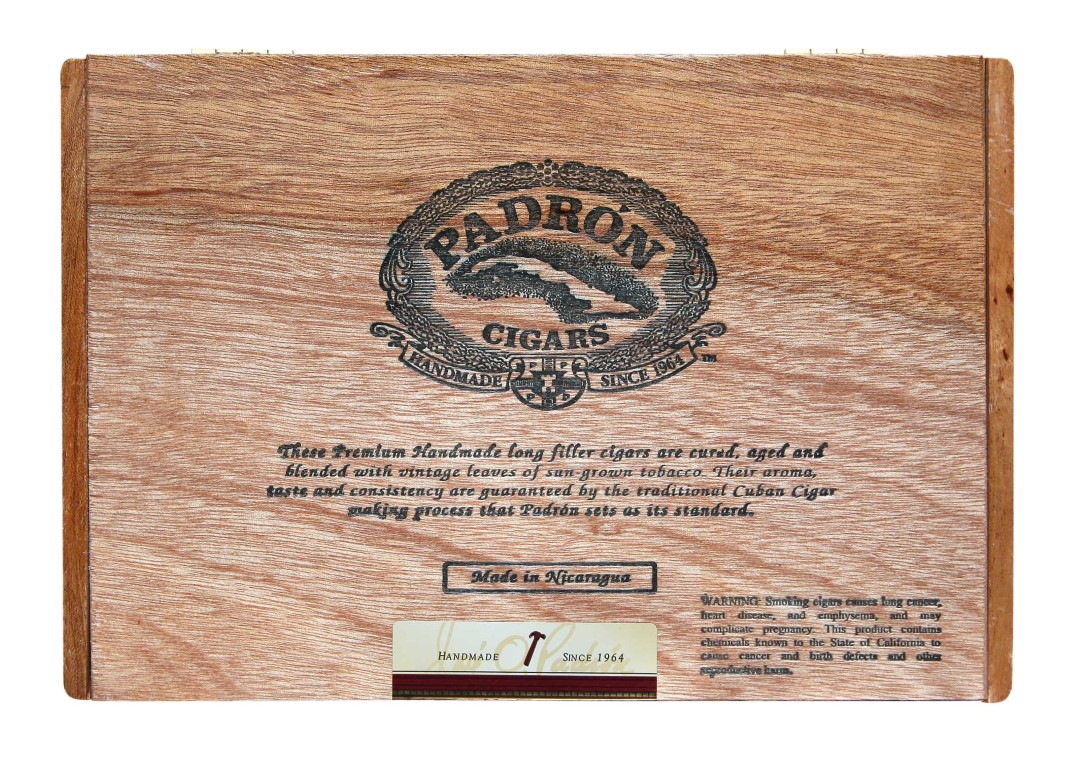 PADRÓN
CIGARS
HANDMADE SINCE 1964 ™
These Premium Handmade long filler cigars are cured, aged and
blended with vintage leaves of sun-grown tobacco. Their aroma,
taste and consistency are guaranteed by the traditional Cuban Cigar
making process that Padrón sets as its standard.
Made in Nicaragua
WARNING: Smoking cigars causes lung cancer,
heart disease, and emphysema, and may
complicate pregnancy. This product contains
chemicals known to the State of California to
cause cancer and birth defects and other
reproductive harm.
HANDMADE SINCE 1964